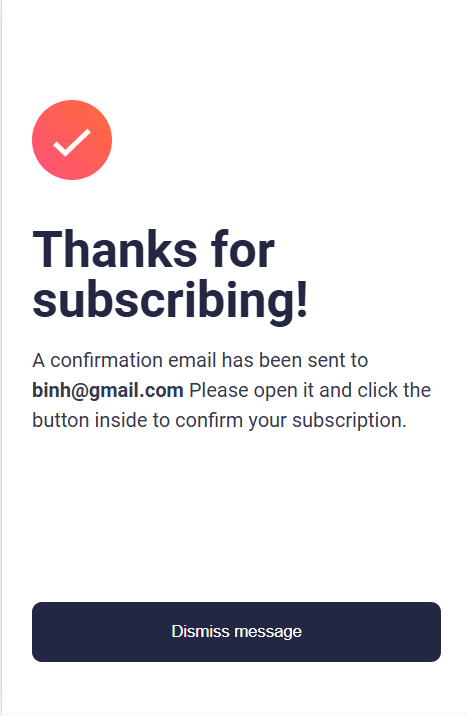 Thanks for
subscribing!
A confirmation email has been sent to
binh@gmail.com Please open it and click the
button inside to confirm your subscription.
Dismiss message